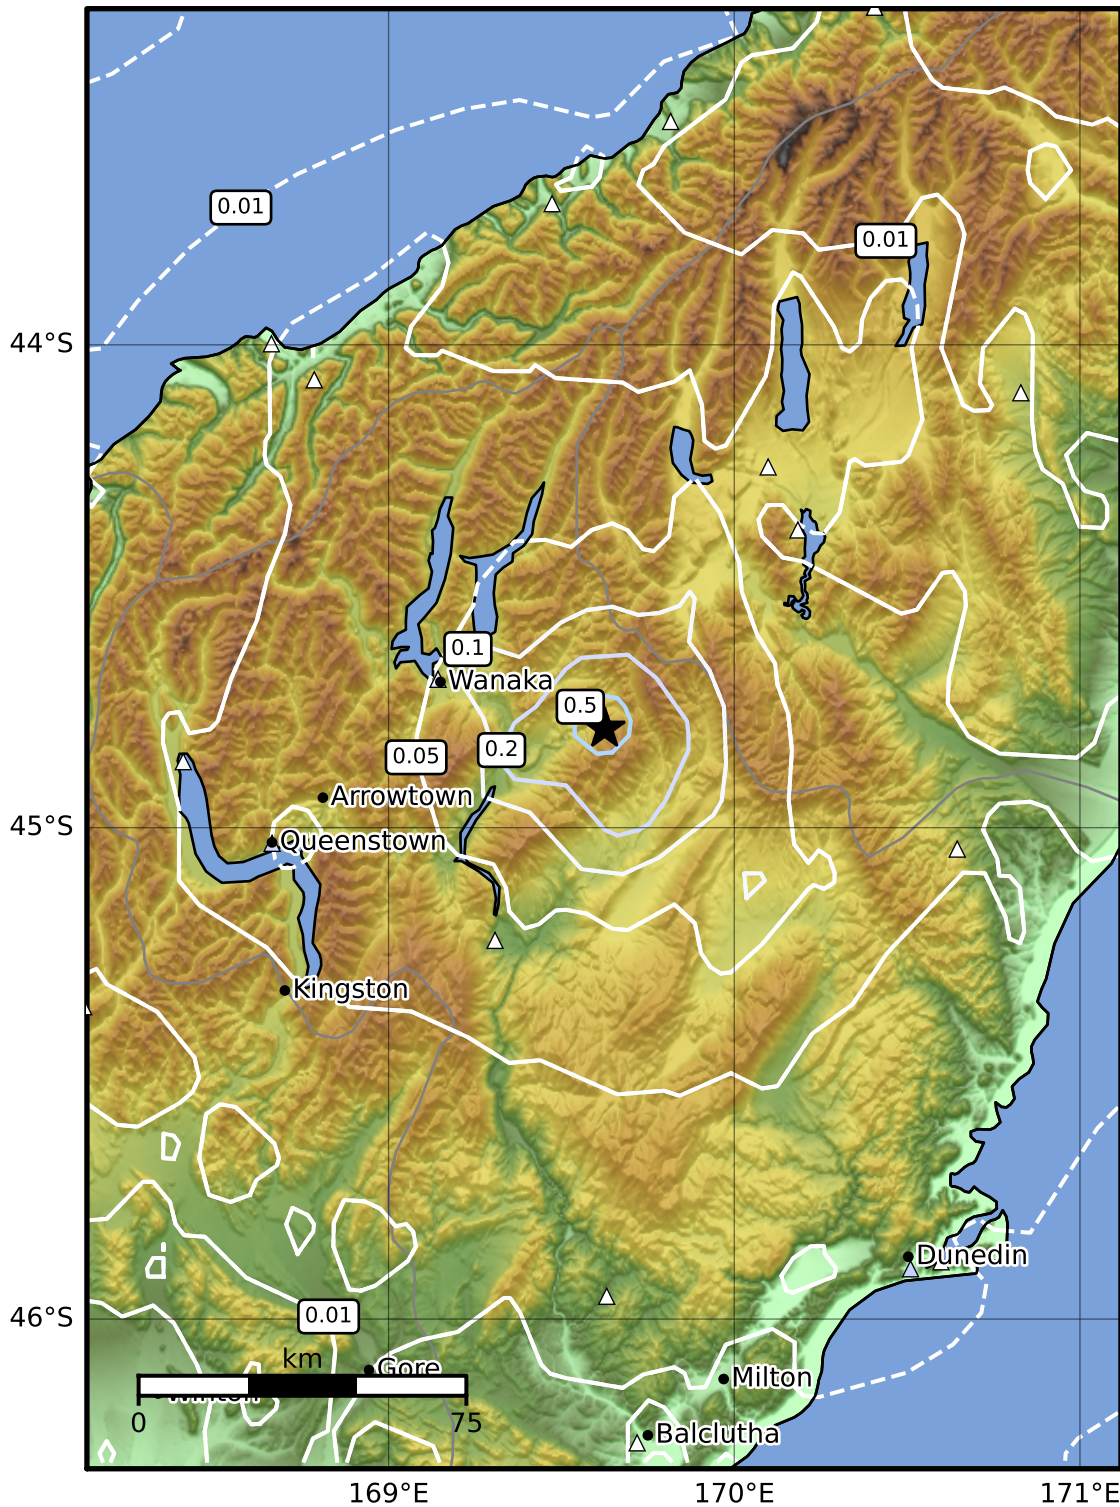 0.01
0.01
44°S
0.1
Wanaka
0.5
0.2
0.05
Arrowtown
45°S
Queenstown
Kingston
Dunedin
0.01
46°S
km
Gore
Winton
Milton
0
75
Balclutha
169°E
170°E
171°E